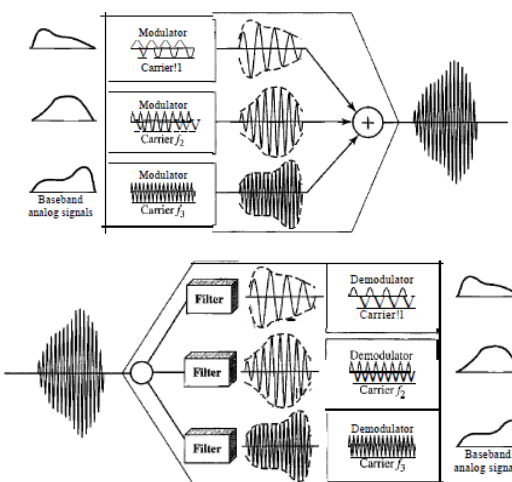 Modulator
Carrier!1
Modulator
Carrier f2
+
Modulator
Carrier f3
Baseband
analog signals
Demodulator
Filter
Carrier!1
Demodulator
Filter
Carrier f2
Demodulator
Filter
Carrier f3
Baseband
analog signa